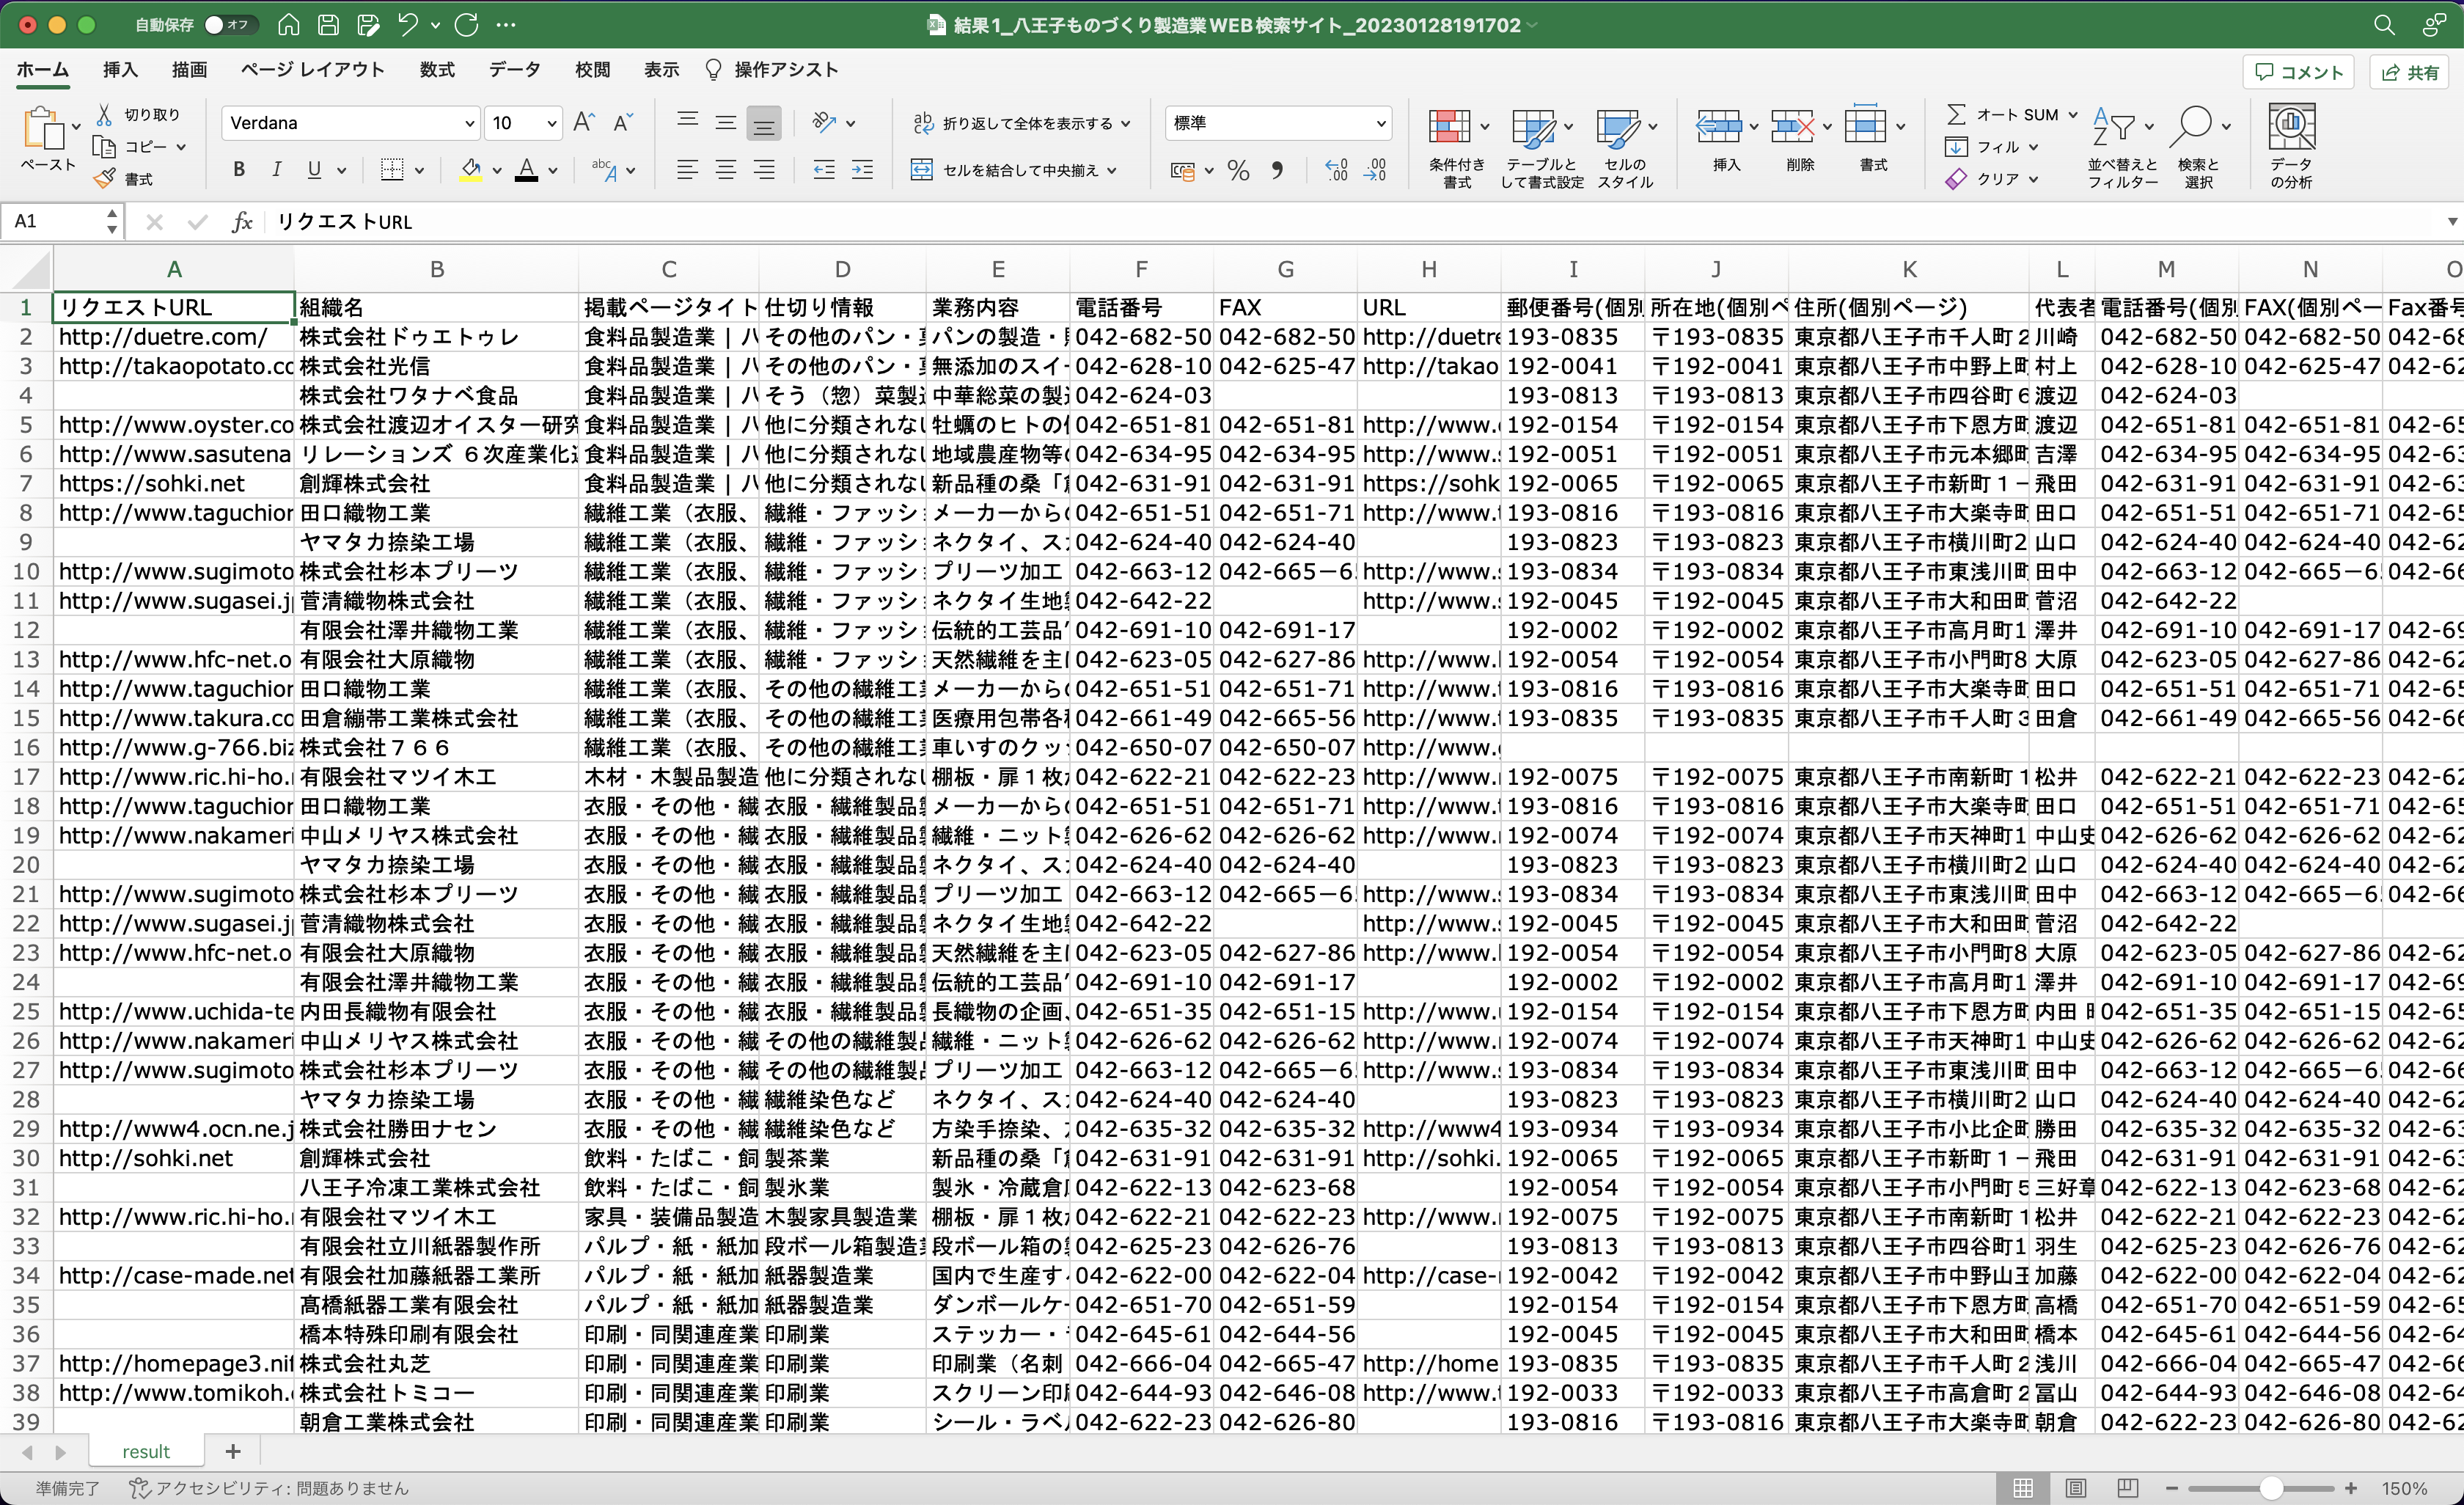 自動保存 オフ 結果1_八王子ものづくり製造業WEB検索サイト_20230128191702
ホーム 挿入 描画 ページ レイアウト 数式 データ 校閲 表示 操作アシスト コメント 共有
ペースト 切り取り コピー 書式 Verdana 10 折り返して全体を表示する セルを結合して中央揃え 標準 条件付き書式 テーブルとして書式設定 セルのスタイル 挿入 削除 書式 オート SUM フィル クリア 並べ替えとフィルター 検索と選択 データの分析
A1 fx リクエストURL
A B C D E F G H I J K L M N O
1 リクエストURL 組織名 掲載ページタイト 仕切り情報 業務内容 電話番号 FAX URL 郵便番号(個別 所在地(個別ペ 住所(個別ページ) 代表者 電話番号(個別 FAX(個別ペー Fax番号
2 http://duetre.com/ 株式会社ドゥエトゥレ 食料品製造業 | 八 その他のパン・ パンの製造・ 042-682-50 042-682-50 http://duetre 193-0835 〒193-0835 東京都八王子市千人町２ 川崎 042-682-50 042-682-50 042-68
3 http://takaopotato.co 株式会社光信 食料品製造業 | 八 その他のパン・ 無添加のスイ 042-628-10 042-625-47 http://takao 192-0041 〒192-0041 東京都八王子市中野上町 村上 042-628-10 042-625-47 042-62
4 株式会社ワタナベ食品 食料品製造業 | 八 そう（惣）菜製 中華総菜の製 042-624-03 193-0813 〒193-0813 東京都八王子市四谷町６ 渡辺 042-624-03
5 http://www.oyster.co 株式会社渡辺オイスター研究 食料品製造業 | 八 他に分類されな 牡蠣のヒトの 042-651-81 042-651-81 http://www. 192-0154 〒192-0154 東京都八王子市下恩方町 渡辺 042-651-81 042-651-81 042-65
6 http://www.sasutena リレーションズ ６次産業化 食料品製造業 | 八 他に分類されな 地域農産物等 042-634-95 042-634-95 http://www. 192-0051 〒192-0051 東京都八王子市元本郷町 吉澤 042-634-95 042-634-95 042-63
7 https://sohki.net 創輝株式会社 食料品製造業 | 八 他に分類されな 新品種の桑「 042-631-91 042-631-91 https://sohk 192-0065 〒192-0065 東京都八王子市新町１ 飛田 042-631-91 042-631-91 042-63
8 http://www.taguchior 田口織物工業 繊維工業（衣服、 繊維・ファッシ メーカーから 042-651-51 042-651-71 http://www. 193-0816 〒193-0816 東京都八王子市大楽寺町 田口 042-651-51 042-651-71 042-65
9 ヤマタカ捺染工場 繊維工業（衣服、 繊維・ファッシ ネクタイ、ス 042-624-40 042-624-40 193-0823 〒193-0823 東京都八王子市横川町2 山口 042-624-40 042-624-40 042-62
10 http://www.sugimoto 株式会社杉本プリーツ 繊維工業（衣服、 繊維・ファッシ プリーツ加工 042-663-12 042-665－6 http://www. 193-0834 〒193-0834 東京都八王子市東浅川町 田中 042-663-12 042-665－6 042-66
11 http://www.sugasei.j 菅清織物株式会社 繊維工業（衣服、 繊維・ファッシ ネクタイ生地 042-642-22 http://www. 192-0045 〒192-0045 東京都八王子市大和田町 菅沼 042-642-22
12 有限会社澤井織物工業 繊維工業（衣服、 繊維・ファッシ 伝統的工芸品 042-691-10 042-691-17 192-0002 〒192-0002 東京都八王子市高月町1 澤井 042-691-10 042-691-17 042-69
13 http://www.hfc-net.o 有限会社大原織物 繊維工業（衣服、 繊維・ファッシ 天然繊維を主 042-623-05 042-627-86 http://www. 192-0054 〒192-0054 東京都八王子市小門町8 大原 042-623-05 042-627-86 042-62
14 http://www.taguchior 田口織物工業 繊維工業（衣服、 その他の繊維工 メーカーから 042-651-51 042-651-71 http://www. 193-0816 〒193-0816 東京都八王子市大楽寺町 田口 042-651-51 042-651-71 042-65
15 http://www.takura.co 田倉繃帯工業株式会社 繊維工業（衣服、 その他の繊維工 医療用包帯各 042-661-49 042-665-56 http://www. 193-0835 〒193-0835 東京都八王子市千人町３ 田倉 042-661-49 042-665-56 042-66
16 http://www.g-766.biz 株式会社７６６ 繊維工業（衣服、 その他の繊維工 車いすのクッ 042-650-07 042-650-07 http://www.
17 http://www.ric.hi-ho. 有限会社マツイ木工 木材・木製品製造 他に分類されな 棚板・扉１枚 042-622-21 042-622-23 http://www. 192-0075 〒192-0075 東京都八王子市南新町１ 松井 042-622-21 042-622-23 042-62
18 http://www.taguchior 田口織物工業 衣服・その他・繊 衣服・繊維製品 メーカーから 042-651-51 042-651-71 http://www. 193-0816 〒193-0816 東京都八王子市大楽寺町 田口 042-651-51 042-651-71 042-65
19 http://www.nakameri 中山メリヤス株式会社 衣服・その他・繊 衣服・繊維製品 繊維・ニット 042-626-62 042-626-62 http://www. 192-0074 〒192-0074 東京都八王子市天神町1 中山史 042-626-62 042-626-62 042-62
20 ヤマタカ捺染工場 衣服・その他・繊 衣服・繊維製品 ネクタイ、ス 042-624-40 042-624-40 193-0823 〒193-0823 東京都八王子市横川町2 山口 042-624-40 042-624-40 042-62
21 http://www.sugimoto 株式会社杉本プリーツ 衣服・その他・繊 衣服・繊維製品 プリーツ加工 042-663-12 042-665－6 http://www. 193-0834 〒193-0834 東京都八王子市東浅川町 田中 042-663-12 042-665－6 042-66
22 http://www.sugasei.j 菅清織物株式会社 衣服・その他・繊 衣服・繊維製品 ネクタイ生地 042-642-22 http://www. 192-0045 〒192-0045 東京都八王子市大和田町 菅沼 042-642-22
23 http://www.hfc-net.o 有限会社大原織物 衣服・その他・繊 衣服・繊維製品 天然繊維を主 042-623-05 042-627-86 http://www. 192-0054 〒192-0054 東京都八王子市小門町8 大原 042-623-05 042-627-86 042-62
24 有限会社澤井織物工業 衣服・その他・繊 衣服・繊維製品 伝統的工芸品 042-691-10 042-691-17 192-0002 〒192-0002 東京都八王子市高月町1 澤井 042-691-10 042-691-17 042-69
25 http://www.uchida-te 内田長織物有限会社 衣服・その他・繊 衣服・繊維製品 長織物の企画、 042-651-35 042-651-15 http://www. 192-0154 〒192-0154 東京都八王子市下恩方町 内田 042-651-35 042-651-15 042-65
26 http://www.nakameri 中山メリヤス株式会社 衣服・その他・繊 その他の繊維製 繊維・ニット 042-626-62 042-626-62 http://www. 192-0074 〒192-0074 東京都八王子市天神町1 中山史 042-626-62 042-626-62 042-62
27 http://www.sugimoto 株式会社杉本プリーツ 衣服・その他・繊 その他の繊維製 プリーツ加工 042-663-12 042-665－6 http://www. 193-0834 〒193-0834 東京都八王子市東浅川町 田中 042-663-12 042-665－6 042-66
28 ヤマタカ捺染工場 衣服・その他・繊 繊維染色など ネクタイ、ス 042-624-40 042-624-40 193-0823 〒193-0823 東京都八王子市横川町2 山口 042-624-40 042-624-40 042-62
29 http://www4.ocn.ne.j 株式会社勝田ナセン 衣服・その他・繊 繊維染色など 方染手捺染、 042-635-32 042-635-32 http://www4 193-0934 〒193-0934 東京都八王子市小比企町 勝田 042-635-32 042-635-32 042-63
30 http://sohki.net 創輝株式会社 飲料・たばこ・飼 製茶業 新品種の桑「 042-631-91 042-631-91 http://sohki. 192-0065 〒192-0065 東京都八王子市新町１ 飛田 042-631-91 042-631-91 042-63
31 八王子冷凍工業株式会社 飲料・たばこ・飼 製氷業 製氷・冷蔵倉 042-622-13 042-623-68 192-0054 〒192-0054 東京都八王子市小門町５ 三好章 042-622-13 042-623-68 042-62
32 http://www.ric.hi-ho. 有限会社マツイ木工 家具・装備品製造 木製家具製造業 棚板・扉１枚 042-622-21 042-622-23 http://www. 192-0075 〒192-0075 東京都八王子市南新町１ 松井 042-622-21 042-622-23 042-62
33 有限会社立川紙器製作所 パルプ・紙・紙加 段ボール箱製造 段ボール箱の 042-625-23 042-626-76 193-0813 〒193-0813 東京都八王子市四谷町1 羽生 042-625-23 042-626-76 042-62
34 http://case-made.net 有限会社加藤紙器工業所 パルプ・紙・紙加 紙器製造業 国内で生産す 042-622-00 042-622-04 http://case- 192-0042 〒192-0042 東京都八王子市中野山王 加藤 042-622-00 042-622-04 042-62
35 髙橋紙器工業有限会社 パルプ・紙・紙加 紙器製造業 ダンボールケ 042-651-70 042-651-59 192-0154 〒192-0154 東京都八王子市下恩方町 高橋 042-651-70 042-651-59 042-65
36 橋本特殊印刷有限会社 印刷・同関連産業 印刷業 ステッカー・ 042-645-61 042-644-56 192-0045 〒192-0045 東京都八王子市大和田町 橋本 042-645-61 042-644-56 042-64
37 http://homepage3.nif 株式会社丸芝 印刷・同関連産業 印刷業 印刷業（名刺 042-666-04 042-665-47 http://home 193-0835 〒193-0835 東京都八王子市千人町２ 浅川 042-666-04 042-665-47 042-66
38 http://www.tomikoh. 株式会社トミコー 印刷・同関連産業 印刷業 スクリーン印 042-644-93 042-646-08 http://www. 192-0033 〒192-0033 東京都八王子市高倉町２ 冨山 042-644-93 042-646-08 042-64
39 朝倉工業株式会社 印刷・同関連産業 印刷業 シール・ラベ 042-622-23 042-626-80 193-0816 〒193-0816 東京都八王子市大楽寺町 朝倉 042-622-23 042-626-80 042-62
result
準備完了 アクセシビリティ: 問題ありません 150%